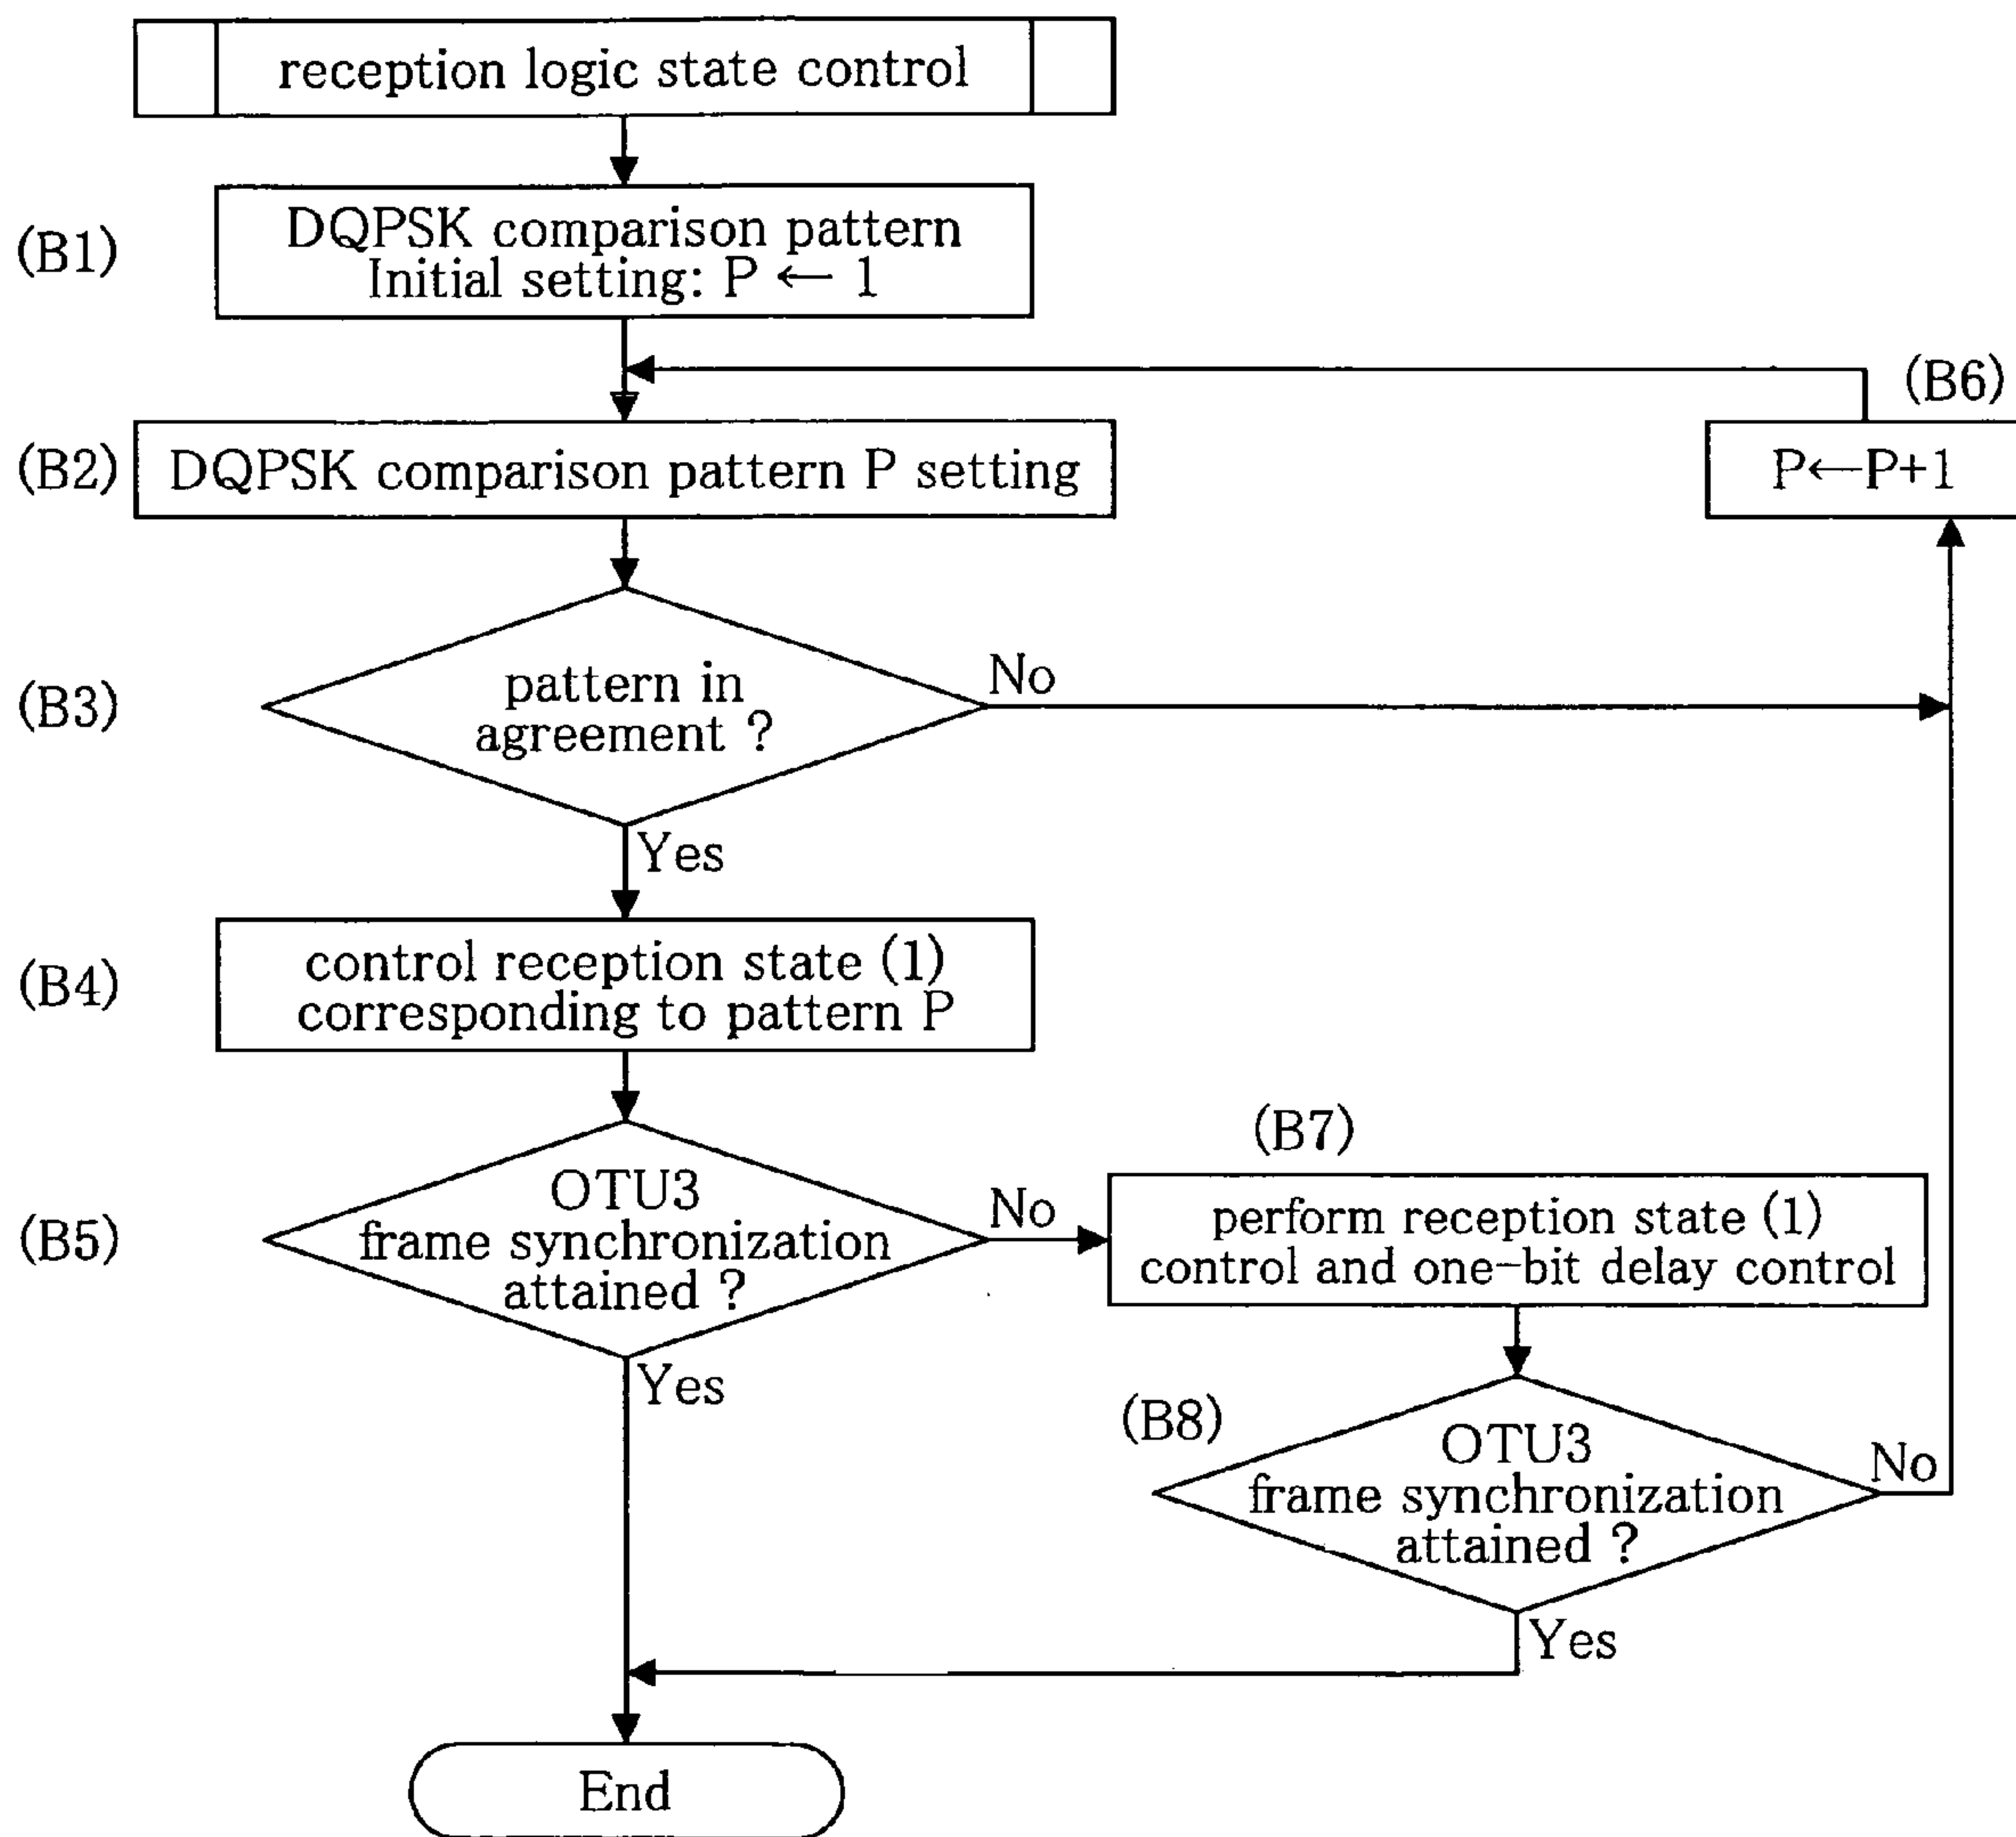 reception logic state control
(B1)
DQPSK comparison pattern
Initial setting: P ← 1
(B6)
(B2)
DQPSK comparison pattern P setting
P←P+1
(B3)
pattern in
agreement ?
No
Yes
(B4)
control reception state (1)
corresponding to pattern P
(B5)
OTU3
frame synchronization
attained ?
No
Yes
(B7)
perform reception state (1)
control and one-bit delay control
(B8)
OTU3
frame synchronization
attained ?
No
Yes
End